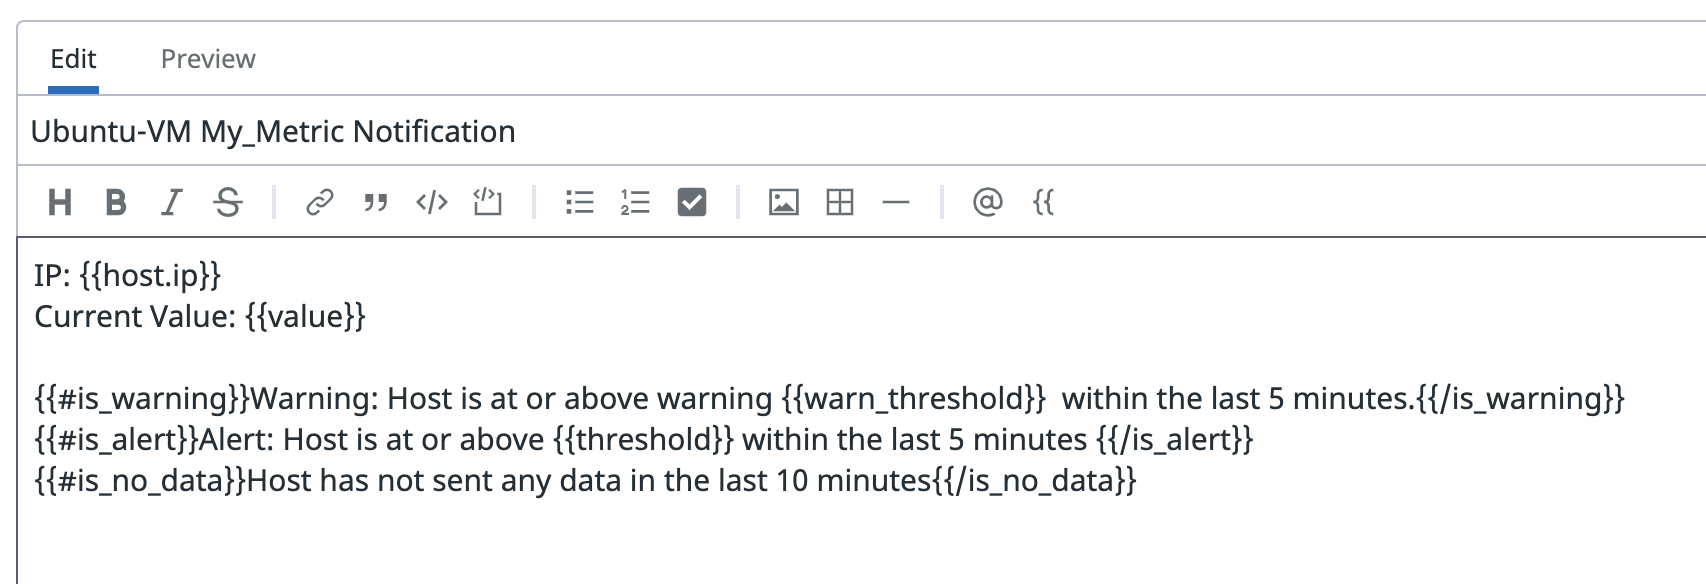 Edit Preview
Ubuntu-VM My_Metric Notification
H B I S </> </> 1 2 @ {{
IP: {{host.ip}}
Current Value: {{value}}
{{#is_warning}}Warning: Host is at or above warning {{warn_threshold}}  within the last 5 minutes.{{/is_warning}}
{{#is_alert}}Alert: Host is at or above {{threshold}} within the last 5 minutes {{/is_alert}}
{{#is_no_data}}Host has not sent any data in the last 10 minutes{{/is_no_data}}